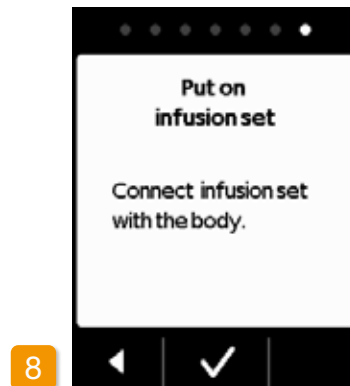 Put on
infusion set
Connect infusion set
with the body.
8